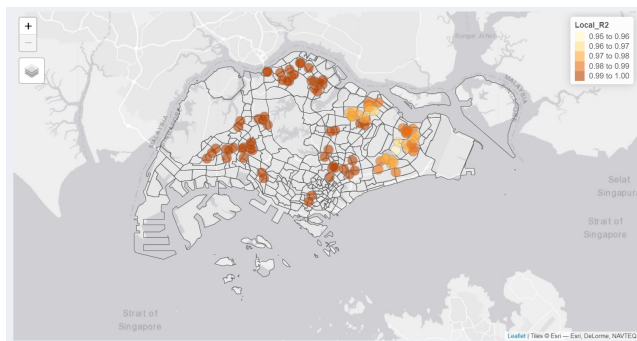 +
−
Local_R2
0.95 to 0.96
0.96 to 0.97
0.97 to 0.98
0.98 to 0.99
0.99 to 1.00
MALAYSIA
Selat
Singapura
Strait of
Singapore
Strait of
Singapore
Leaflet | Tiles © Esri — Esri, DeLorme, NAVTEQ